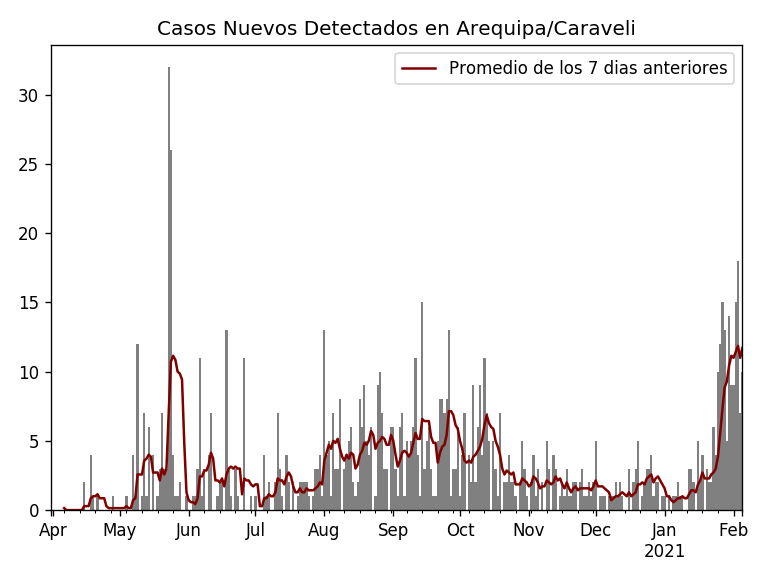 Casos Nuevos Detectados en Arequipa/Caraveli
Promedio de los 7 dias anteriores
30
25
20
15
10
5
0
Apr May Jun Jul Aug Sep Oct Nov Dec Jan Feb
2021